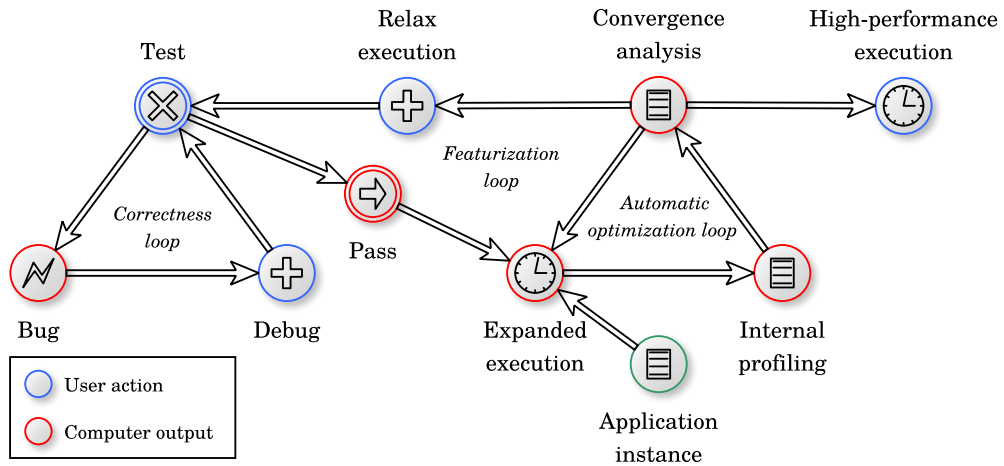 Relax
execution
Convergence
analysis
High-performance
execution
Test
Featurization
loop
Correctness
loop
Automatic
optimization loop
Pass
Bug
Debug
Expanded
execution
Internal
profiling
User action
Computer output
Application
instance